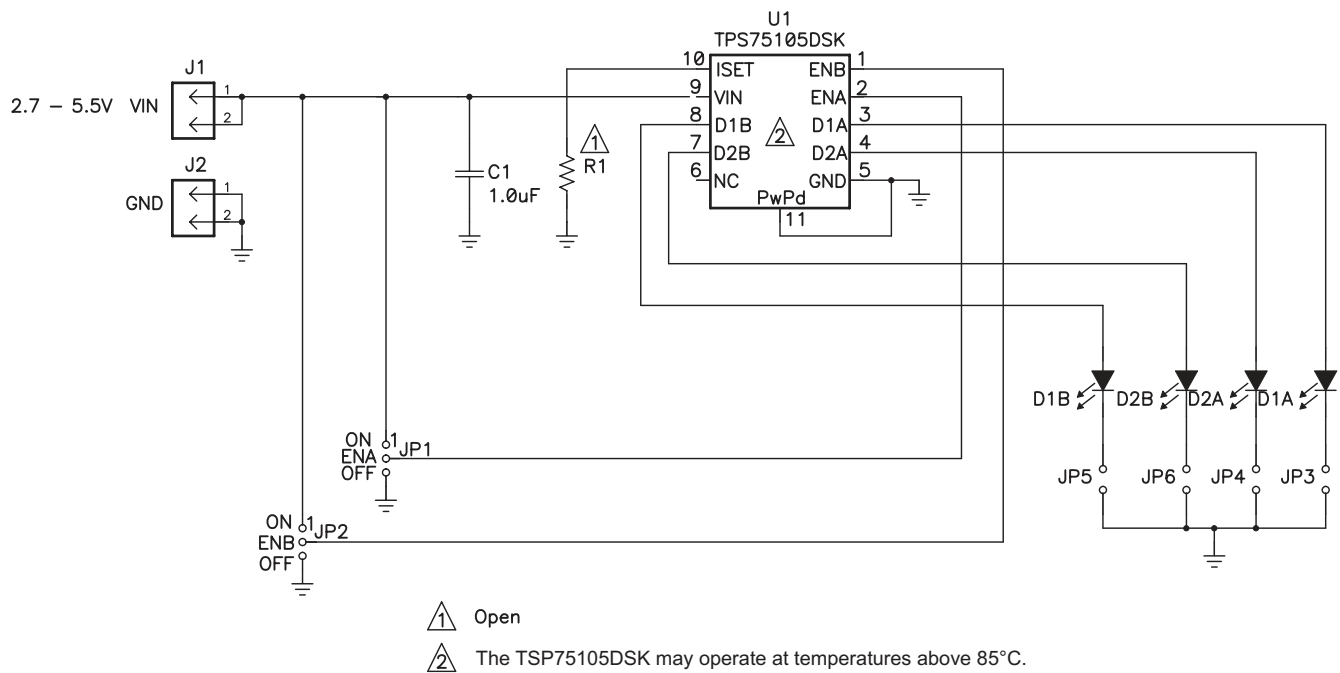 U1
TPS75105DSK
10 ISET ENB 1
9 VIN ENA 2
8 D1B D1A 3
7 D2B D2A 4
6 NC GND 5
PwPd
11
2
J1
1
2
2.7 - 5.5V VIN
J2
1
2
GND
C1
1.0uF
1
R1
D1B
D2B
D2A
D1A
JP5
JP6
JP4
JP3
ON 1
ENA JP1
OFF
ON 1
ENB JP2
OFF
1 Open
2 The TSP75105DSK may operate at temperatures above 85°C.